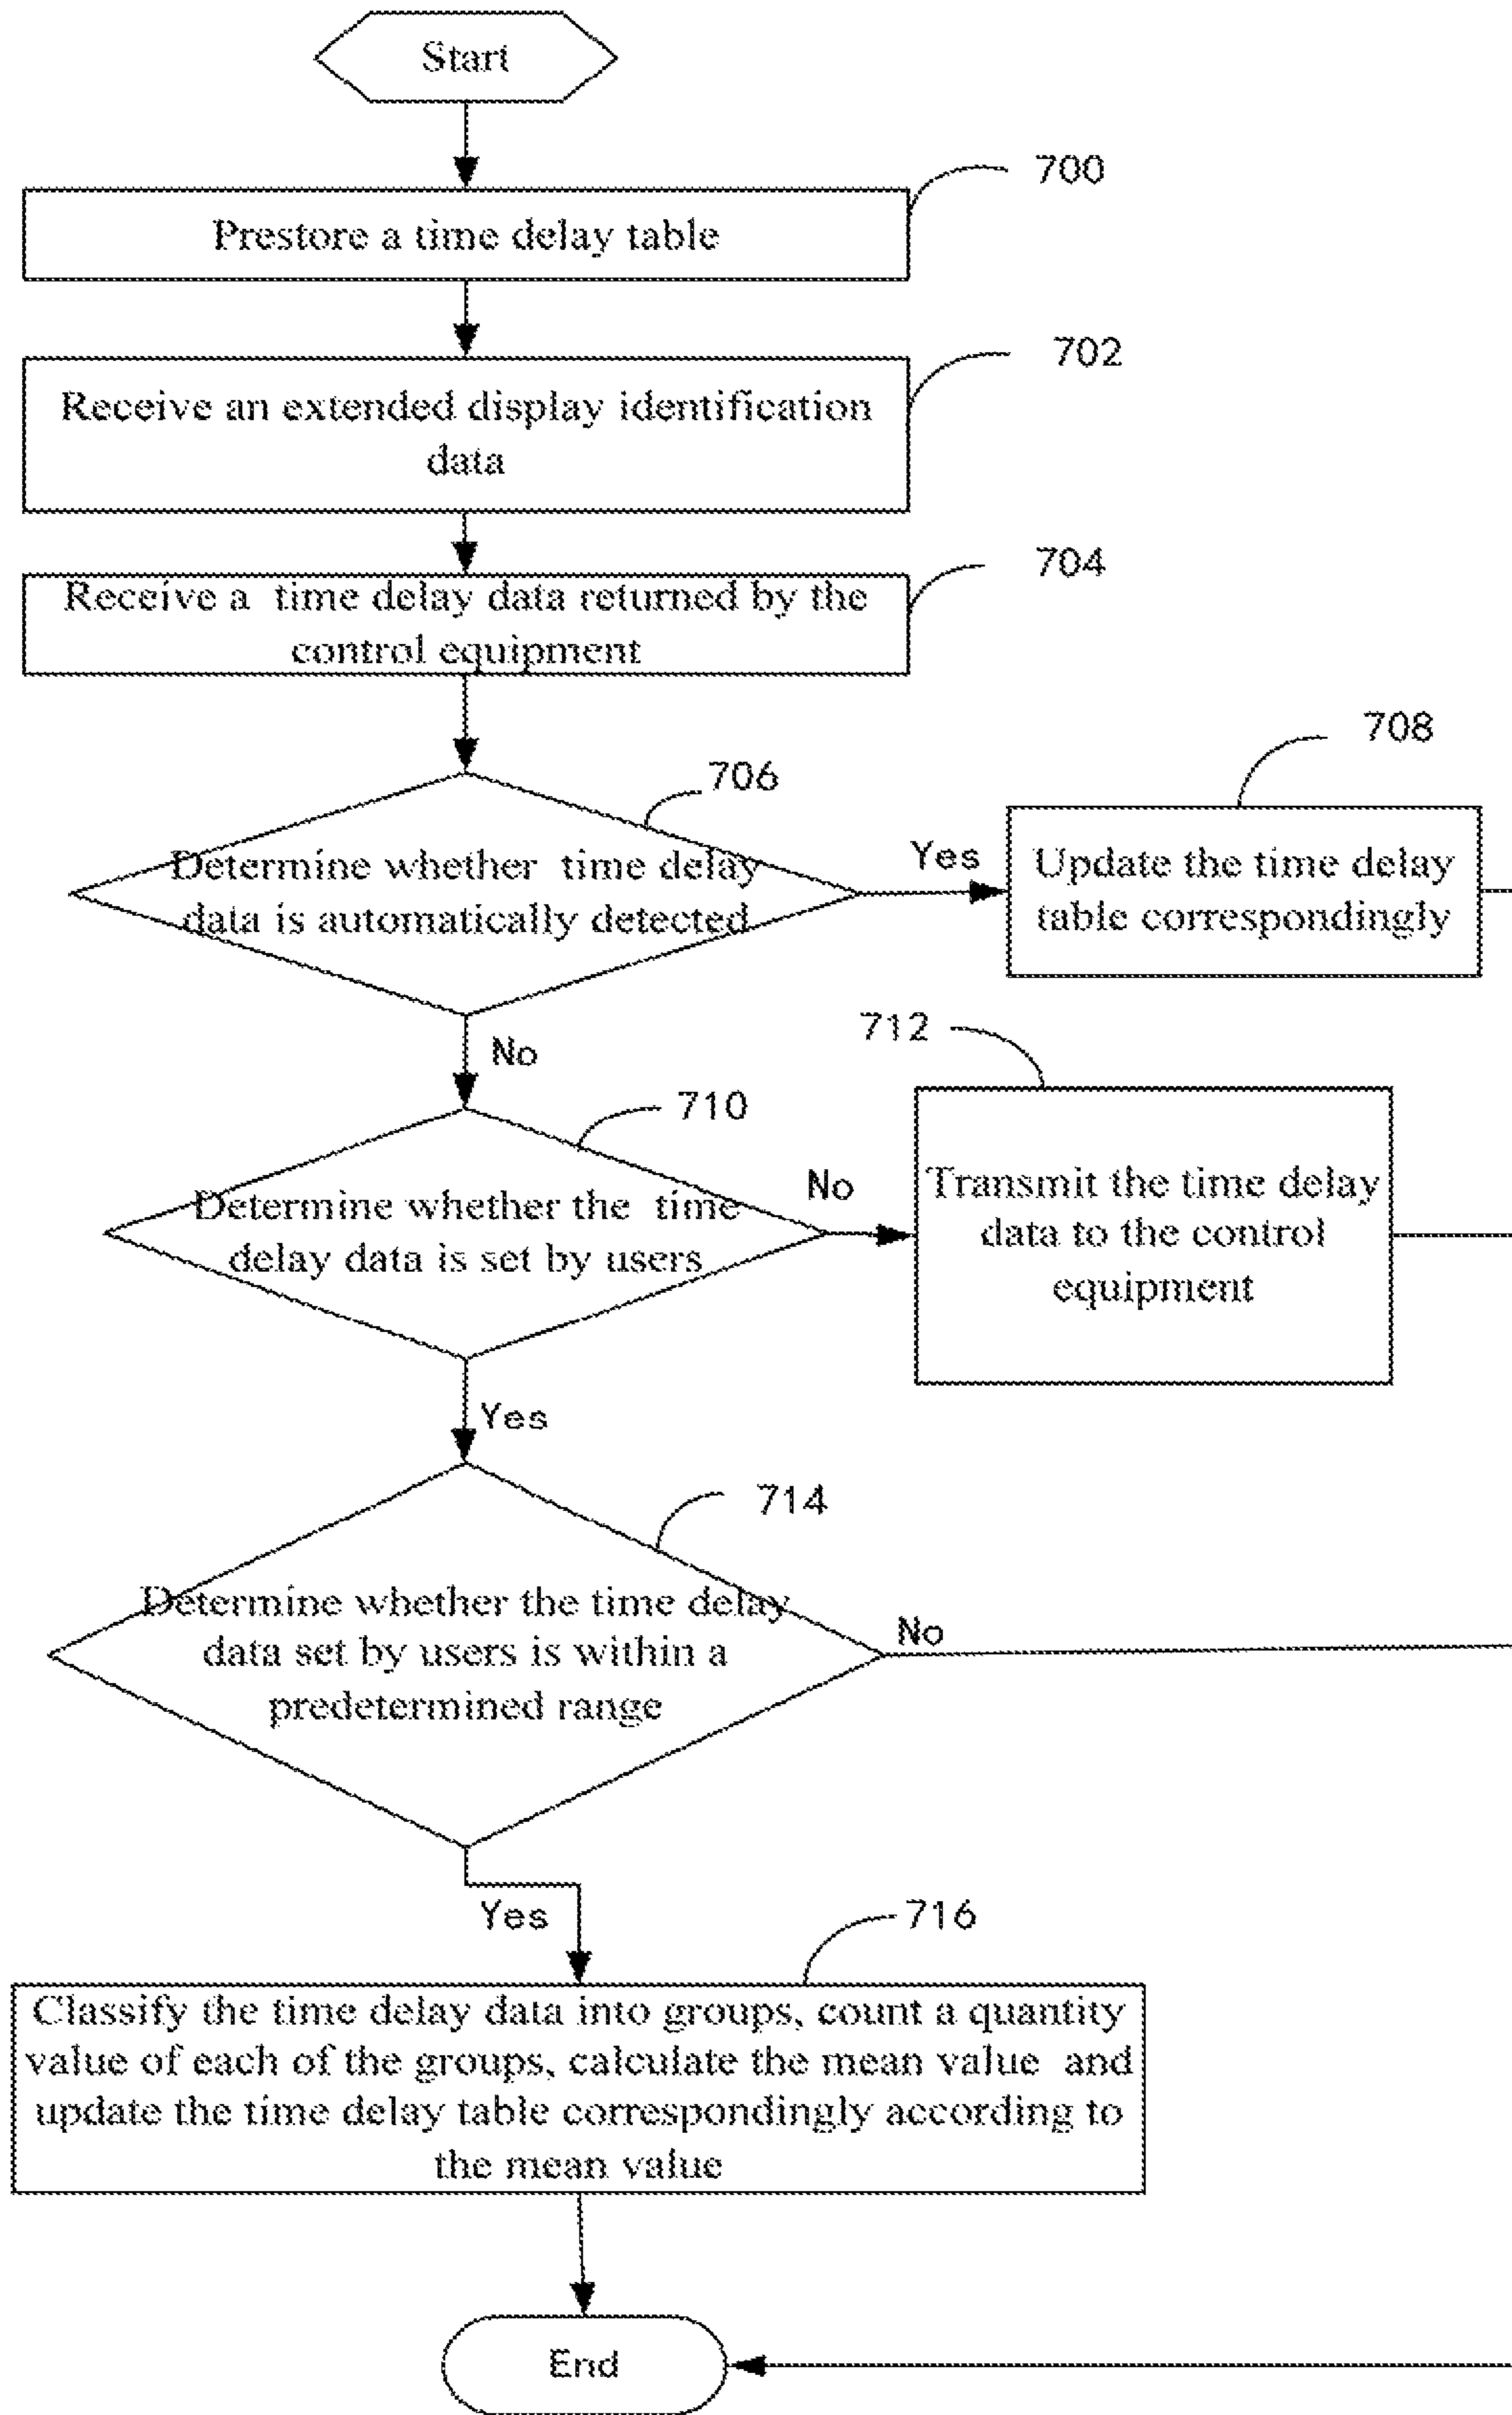 Start
700
Prestore a time delay table
702
Receive an extended display identification
data
704
Receive a time delay data returned by the
control equipment
706
708
Determine whether time delay
data is automatically detected
Yes
Update the time delay
table correspondingly
No
712
710
Determine whether the time
delay data is set by users
No
Transmit the time delay
data to the control
equipment
Yes
714
Determine whether the time delay
data set by users is within a
predetermined range
No
Yes
716
Classify the time delay data into groups, count a quantity
value of each of the groups, calculate the mean value and
update the time delay table correspondingly according to
the mean value
End